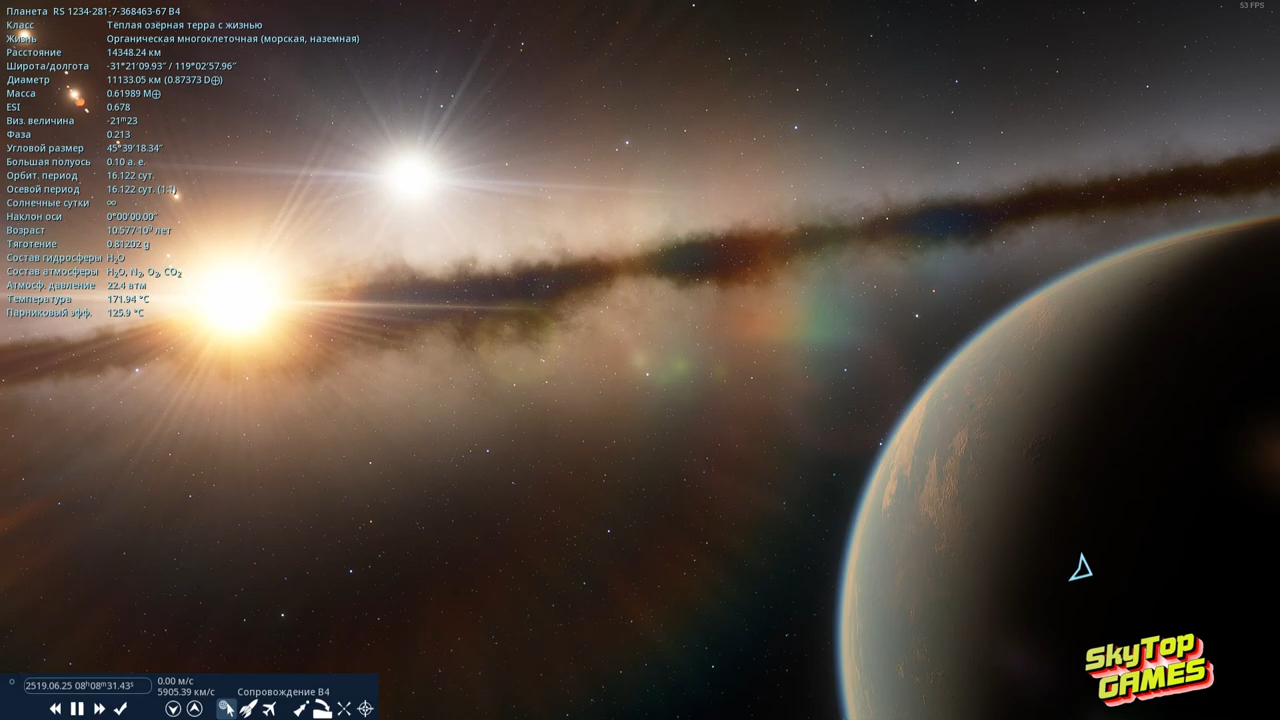 53 FPS
Планета RS 1234-281-7-368463-67 B4
Класс Тёплая озёрная терра с жизнью
Жизнь Органическая многоклеточная (морская, наземная)
Расстояние 14348.24 км
Широта/долгота -31°21′09.93″ / 119°02′57.96″
Диаметр 11133.05 км (0.87373 D⊕)
Масса 0.61989 M⊕
ESI 0.678
Виз. величина -21ᵐ23
Фаза 0.213
Угловой размер 45°39′18.34″
Большая полуось 0.10 а. е.
Орбит. период 16.122 сут.
Осевой период 16.122 сут. (1:1)
Солнечные сутки ∞
Наклон оси 0°00′00.00″
Возраст 10.577·10⁹ лет
Тяготение 0.81202 g
Состав гидросферы H₂O
Состав атмосферы H₂O, N₂, O₂, CO₂
Атмосф. давление 22.4 атм
Температура 171.94 °C
Парниковый эфф. 125.9 °C
2519.06.25 08ʰ08ᵐ31.43ˢ
0.00 м/с
5905.39 км/с Сопровождение B4
SkyTop
GAMES